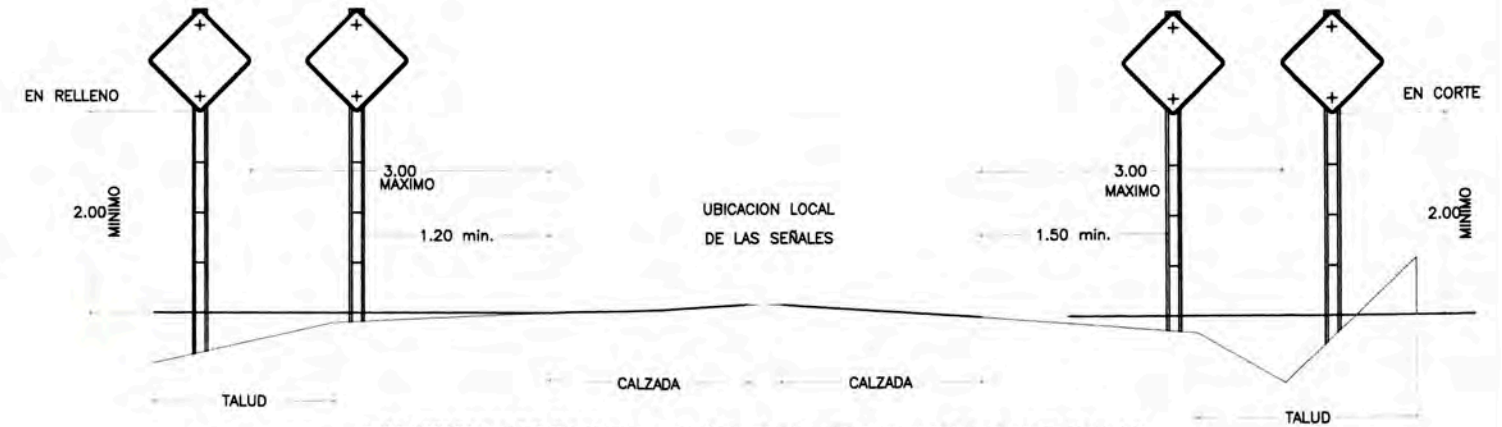 EN RELLENO
EN CORTE
3.00
MAXIMO
3.00
MAXIMO
2.00
MINIMO
UBICACION LOCAL
DE LAS SEÑALES
2.00
MINIMO
1.20 min.
1.50 min.
CALZADA
CALZADA
TALUD
TALUD